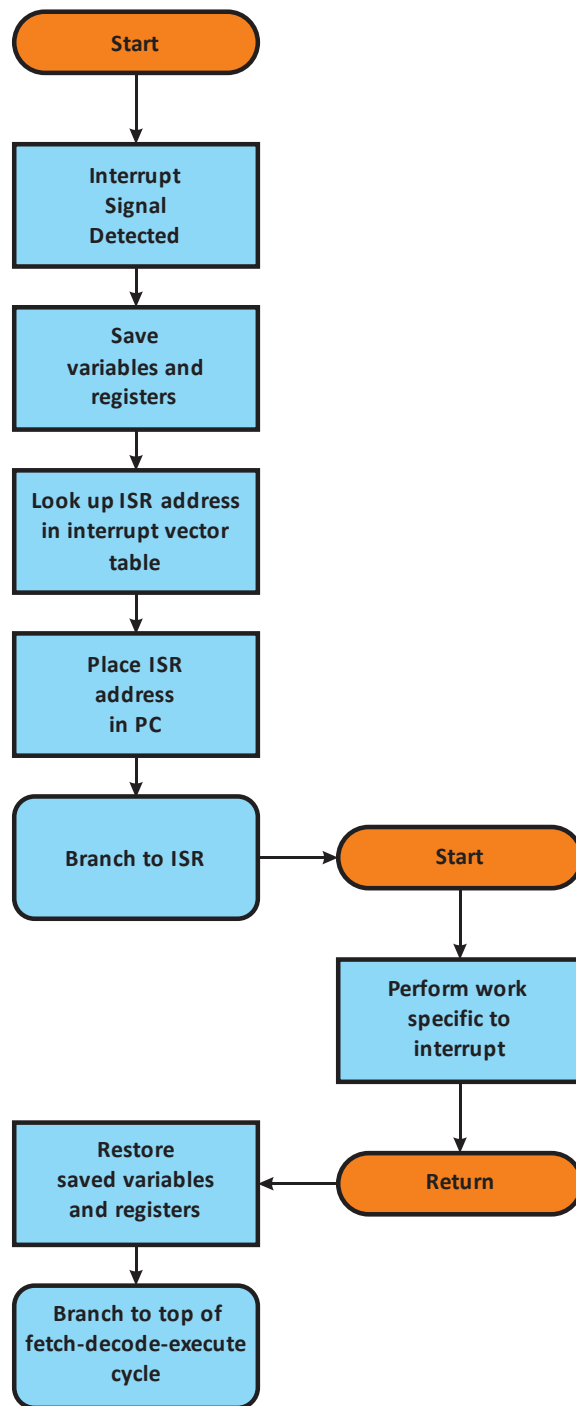 Start
Interrupt
Signal
Detected
Save
variables and
registers
Look up ISR address
in interrupt vector
table
Place ISR
address
in PC
Branch to ISR
Start
Perform work
specific to
interrupt
Return
Restore
saved variables
and registers
Branch to top of
fetch-decode-execute
cycle